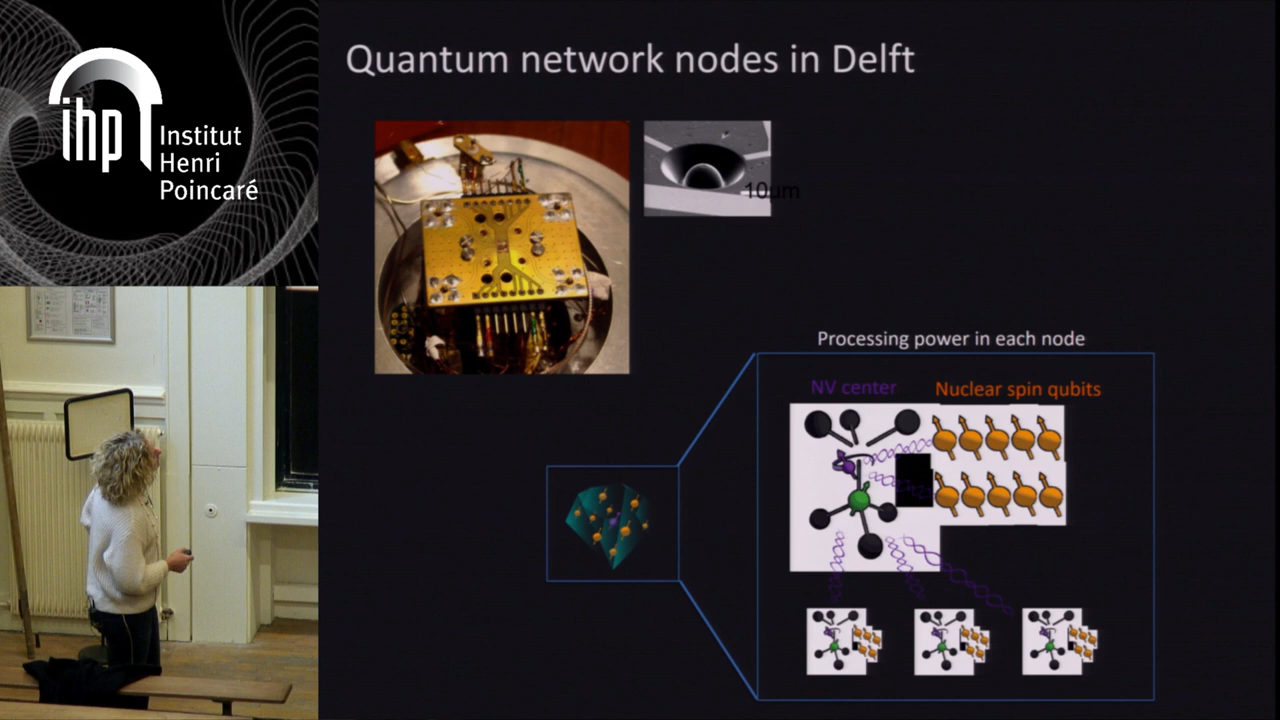 ihp Institut
Henri
Poincaré
Quantum network nodes in Delft
10um
Processing power in each node
NV center
Nuclear spin qubits